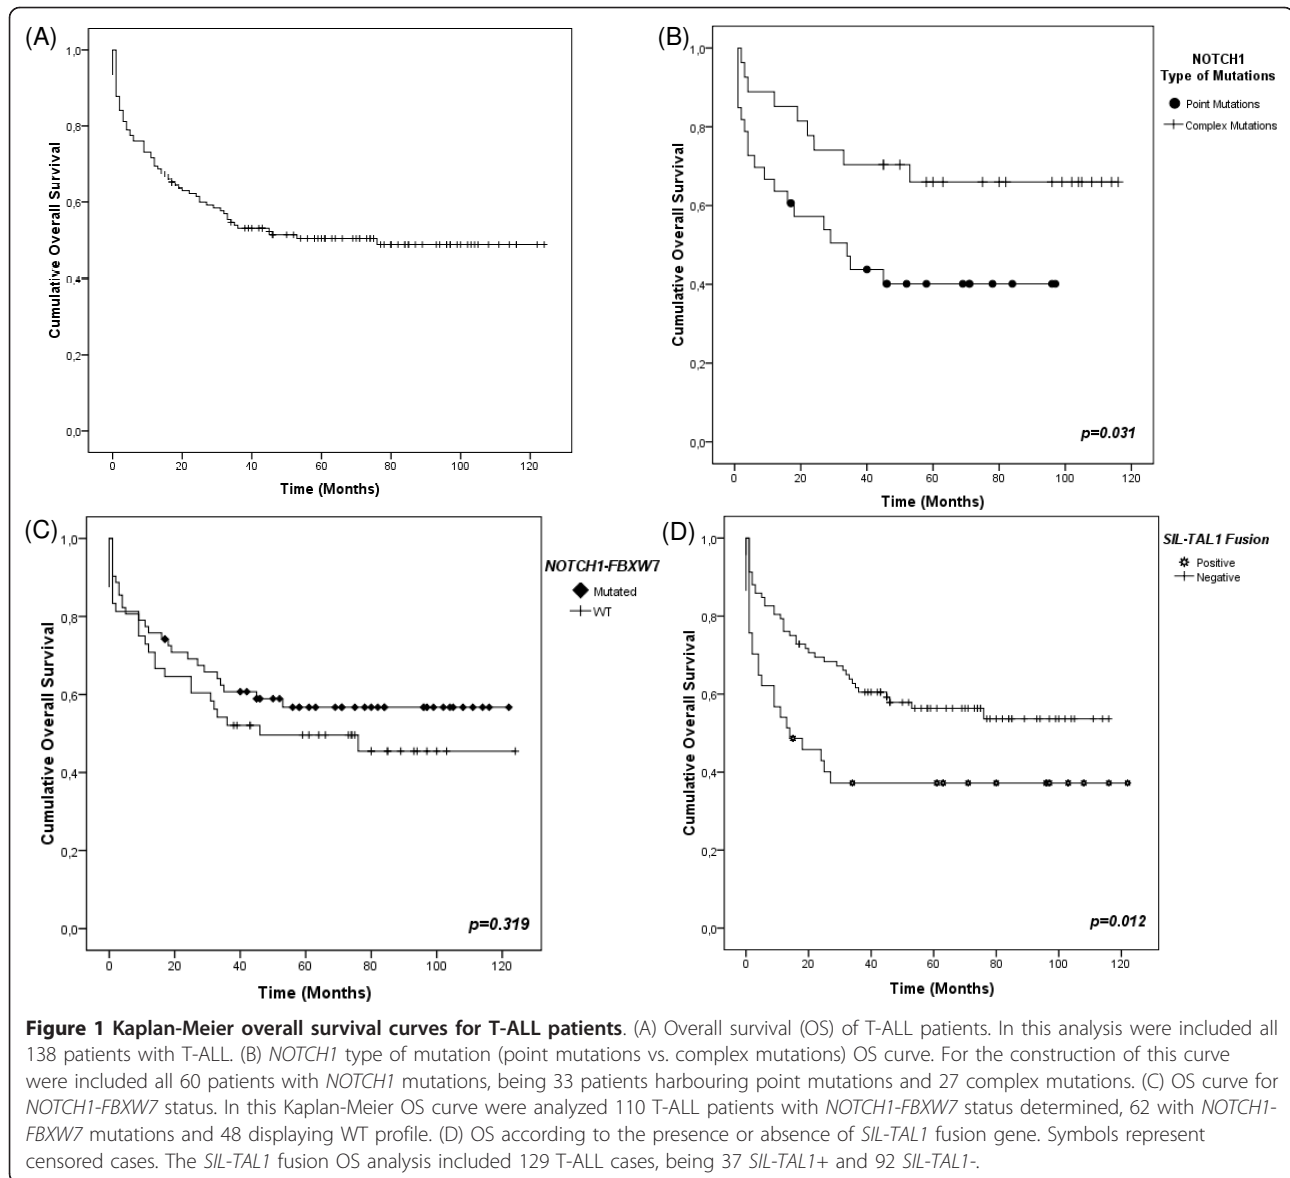 (A)
1,0
0,8
0,6
0,4
0,2
0,0
Cumulative Overall Survival
0 20 40 60 80 100 120
Time (Months)
(B)
1,0
0,8
0,6
0,4
0,2
0,0
Cumulative Overall Survival
0 20 40 60 80 100 120
Time (Months)
NOTCH1
Type of Mutations
Point Mutations
Complex Mutations
p=0.031
(C)
1,0
0,8
0,6
0,4
0,2
0,0
Cumulative Overall Survival
0 20 40 60 80 100 120
Time (Months)
NOTCH1-FBXW7
Mutated
WT
p=0.319
(D)
1,0
0,8
0,6
0,4
0,2
0,0
Cumulative Overall Survival
0 20 40 60 80 100 120
Time (Months)
SIL-TAL1 Fusion
Positive
Negative
p=0.012
Figure 1 Kaplan-Meier overall survival curves for T-ALL patients. (A) Overall survival (OS) of T-ALL patients. In this analysis were included all
138 patients with T-ALL. (B) NOTCH1 type of mutation (point mutations vs. complex mutations) OS curve. For the construction of this curve
were included all 60 patients with NOTCH1 mutations, being 33 patients harbouring point mutations and 27 complex mutations. (C) OS curve for
NOTCH1-FBXW7 status. In this Kaplan-Meier OS curve were analyzed 110 T-ALL patients with NOTCH1-FBXW7 status determined, 62 with NOTCH1-
FBXW7 mutations and 48 displaying WT profile. (D) OS according to the presence or absence of SIL-TAL1 fusion gene. Symbols represent
censored cases. The SIL-TAL1 fusion OS analysis included 129 T-ALL cases, being 37 SIL-TAL1+ and 92 SIL-TAL1-.